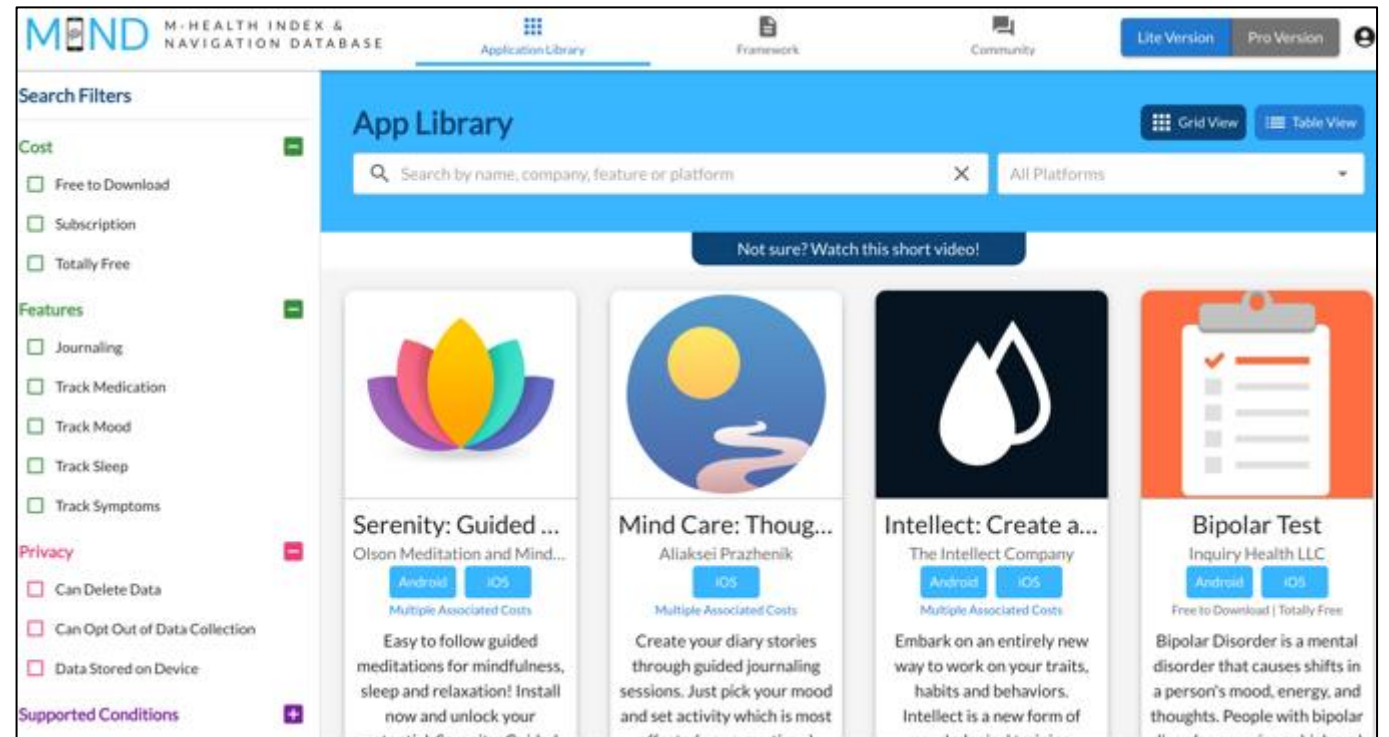 MIND M-HEALTH INDEX &
NAVIGATION DATABASE
Application Library
Framework
Community
Lite Version
Pro Version
Search Filters
Cost
Free to Download
Subscription
Totally Free
Features
Journaling
Track Medication
Track Mood
Track Sleep
Track Symptoms
Privacy
Can Delete Data
Can Opt Out of Data Collection
Data Stored on Device
Supported Conditions
App Library
Grid View
Table View
Search by name, company, feature or platform
All Platforms
Not sure? Watch this short video!
Serenity: Guided ...
Olson Meditation and Mind...
Android iOS
Multiple Associated Costs
Easy to follow guided
meditations for mindfulness,
sleep and relaxation! Install
now and unlock your
Mind Care: Thoug...
Aliaksei Prazhenik
iOS
Multiple Associated Costs
Create your diary stories
through guided journaling
sessions. Just pick your mood
and set activity which is most
Intellect: Create a...
The Intellect Company
Android iOS
Multiple Associated Costs
Embark on an entirely new
way to work on your traits,
habits and behaviors.
Intellect is a new form of
Bipolar Test
Inquiry Health LLC
Android iOS
Free to Download | Totally Free
Bipolar Disorder is a mental
disorder that causes shifts in
a person's mood, energy, and
thoughts. People with bipolar